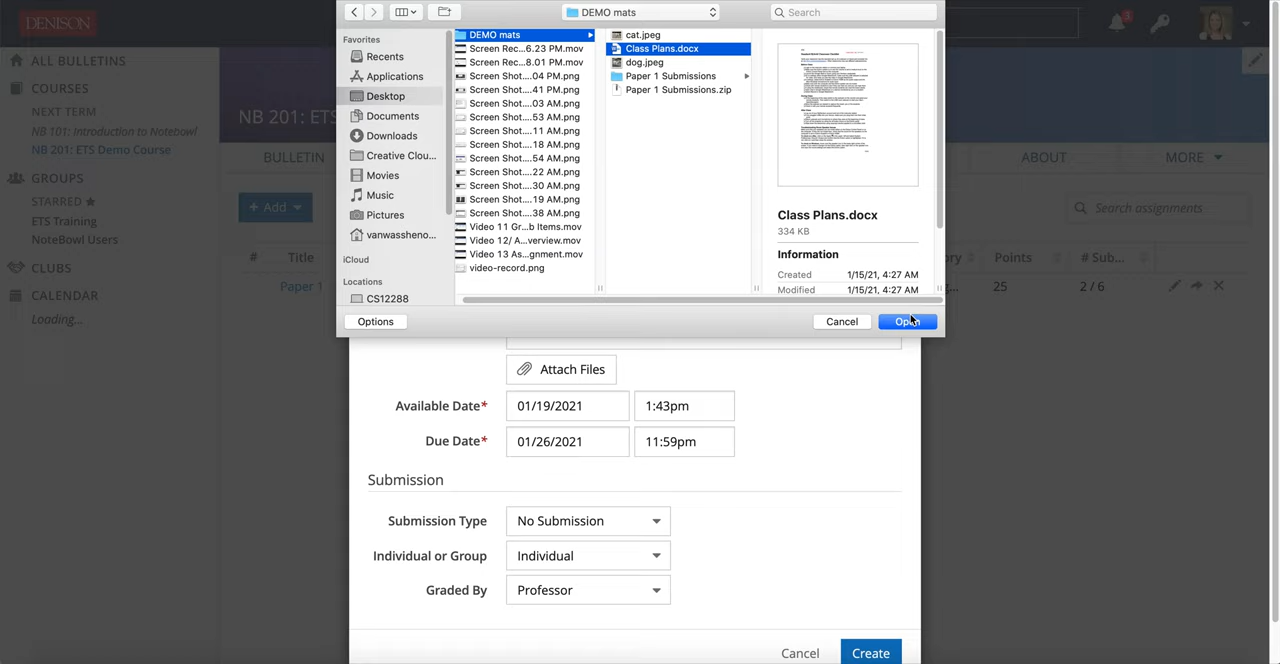 DENISON
3
DEMO mats
Search
Favorites
Recents
Applications
Desktop
Documents
Downloads
Creative Clou...
Movies
Music
Pictures
vanwassheno...
iCloud
Locations
CS12288
DEMO mats
Screen Rec...6.23 PM.mov
Screen Rec...8.01 PM.mov
Screen Shot....04 PM.png
Screen Shot....41 PM.png
Screen Shot....03 AM.png
Screen Shot....53 AM.png
Screen Shot....11 AM.png
Screen Shot....18 AM.png
Screen Shot....54 AM.png
Screen Shot....22 AM.png
Screen Shot....30 AM.png
Screen Shot....19 AM.png
Screen Shot....38 AM.png
Video 11 Gr...b Items.mov
Video 12/ A...verview.mov
Video 13 As...gnment.mov
video-record.png
cat.jpeg
Class Plans.docx
dog.jpeg
Paper 1 Submissions
Paper 1 Submissions.zip
Class Plans.docx
334 KB
Information
Created 1/15/21, 4:27 AM
Modified 1/15/21, 4:27 AM
Options
Cancel
Open
ALL BULLETI
NB 101: Introduction to Notebowl
NB 201: ETS Demo Course
GROUPS
STARRED
ETS Training
NoteBowl Users
CLUBS
CALENDAR
Loading...
NB 201: ETS
BULLETIN
ABOUT
MORE
+ Add
Search assignments
# Title Points # Sub...
Paper 1 25 2 / 6
Attach Files
Available Date* 01/19/2021 1:43pm
Due Date* 01/26/2021 11:59pm
Submission
Submission Type No Submission
Individual or Group Individual
Graded By Professor
Cancel
Create